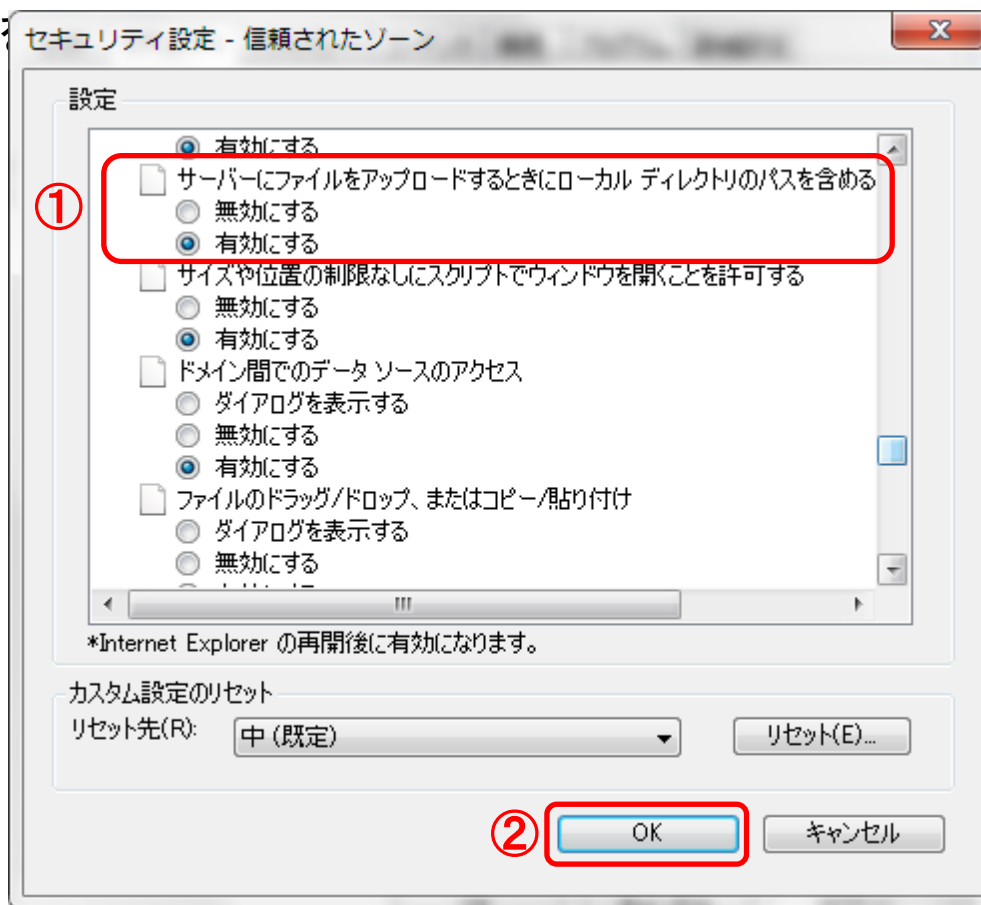 セキュリティ設定 - 信頼されたゾーン
設定
有効にする
サーバーにファイルをアップロードするときにローカル ディレクトリのパスを含める
①
無効にする
有効にする
サイズや位置の制限なしにスクリプトでウィンドウを開くことを許可する
無効にする
有効にする
ドメイン間でのデータ ソースのアクセス
ダイアログを表示する
無効にする
有効にする
ファイルのドラッグ/ドロップ、またはコピー/貼り付け
ダイアログを表示する
無効にする
*Internet Explorer の再開後に有効になります。
カスタム設定のリセット
リセット先(R):
中 (既定)
リセット(E)...
②
OK
キャンセル